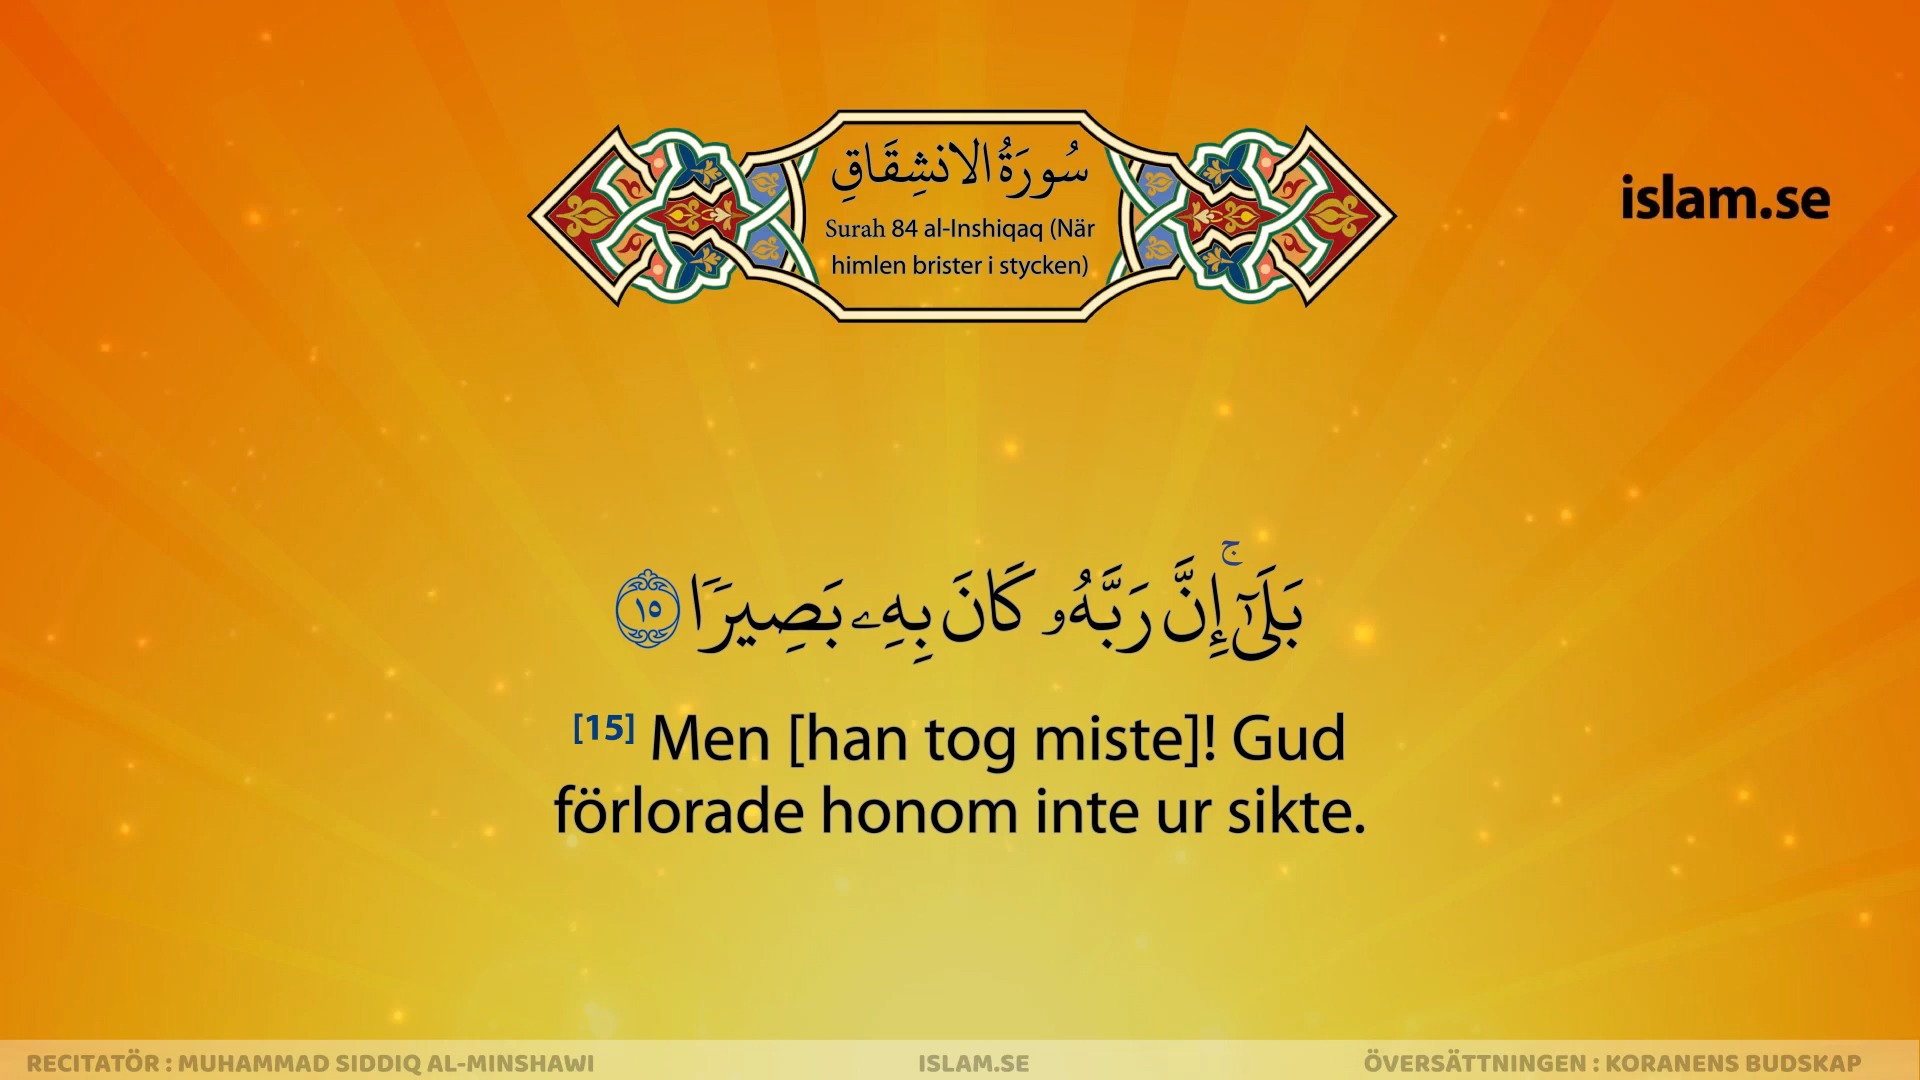 سُورَةُ الانشِقَاقِ
Surah 84 al-Inshiqaq (När
himlen brister i stycken)
islam.se
بَلَىٰٓۚ إِنَّ رَبَّهُۥ كَانَ بِهِۦ بَصِيرٗا ١٥
[15] Men [han tog miste]! Gud
förlorade honom inte ur sikte.
RECITATÖR : MUHAMMAD SIDDIQ AL-MINSHAWI
ISLAM.SE
ÖVERSÄTTNINGEN : KORANENS BUDSKAP